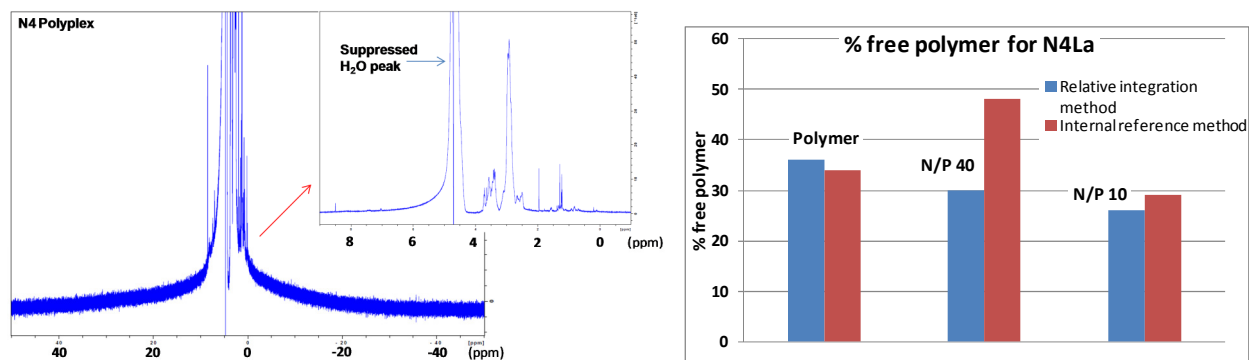 N4 Polyplex
Suppressed
H₂O peak
8
6
4
2
0
(ppm)
40
20
0
-20
-40
(ppm)
% free polymer for N4La
% free polymer
60
50
40
30
20
10
0
Relative integration
method
Internal reference method
Polymer
N/P 40
N/P 10